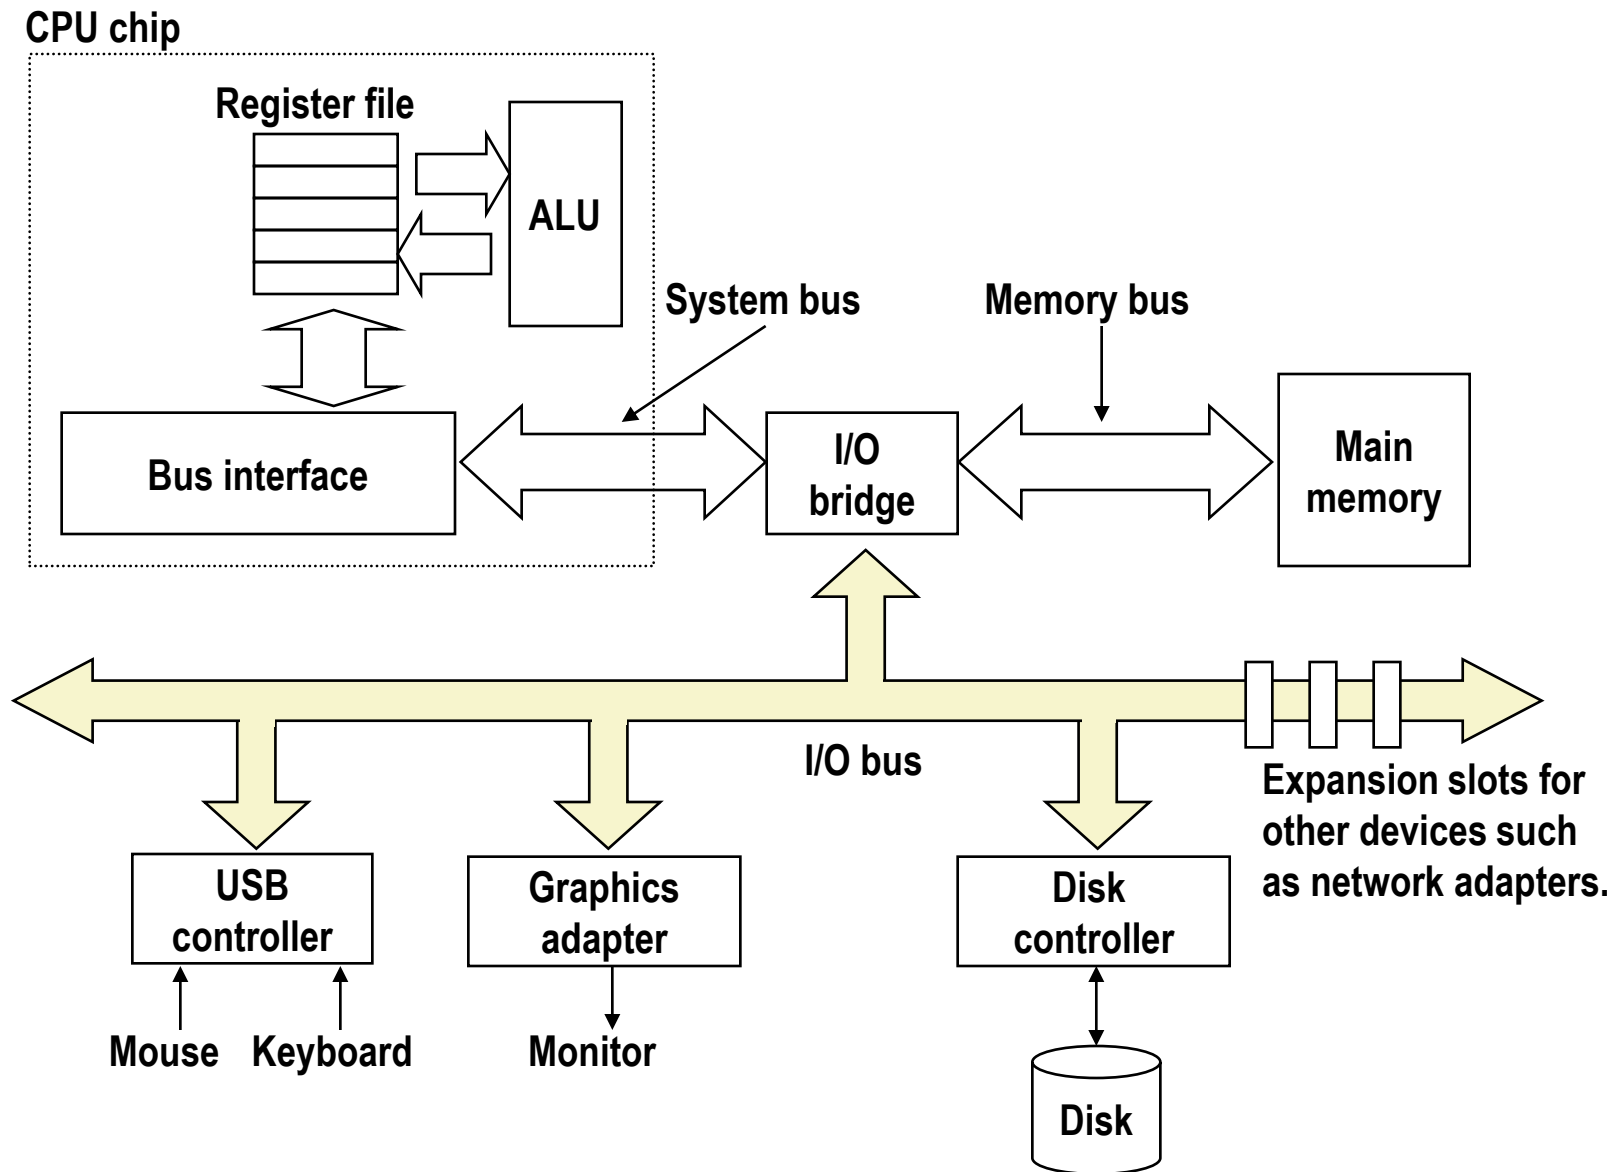 CPU chip
Register file
ALU
System bus
Memory bus
Bus interface
I/O
bridge
Main
memory
I/O bus
Expansion slots for
other devices such
as network adapters.
USB
controller
Graphics
adapter
Disk
controller
Mouse
Keyboard
Monitor
Disk